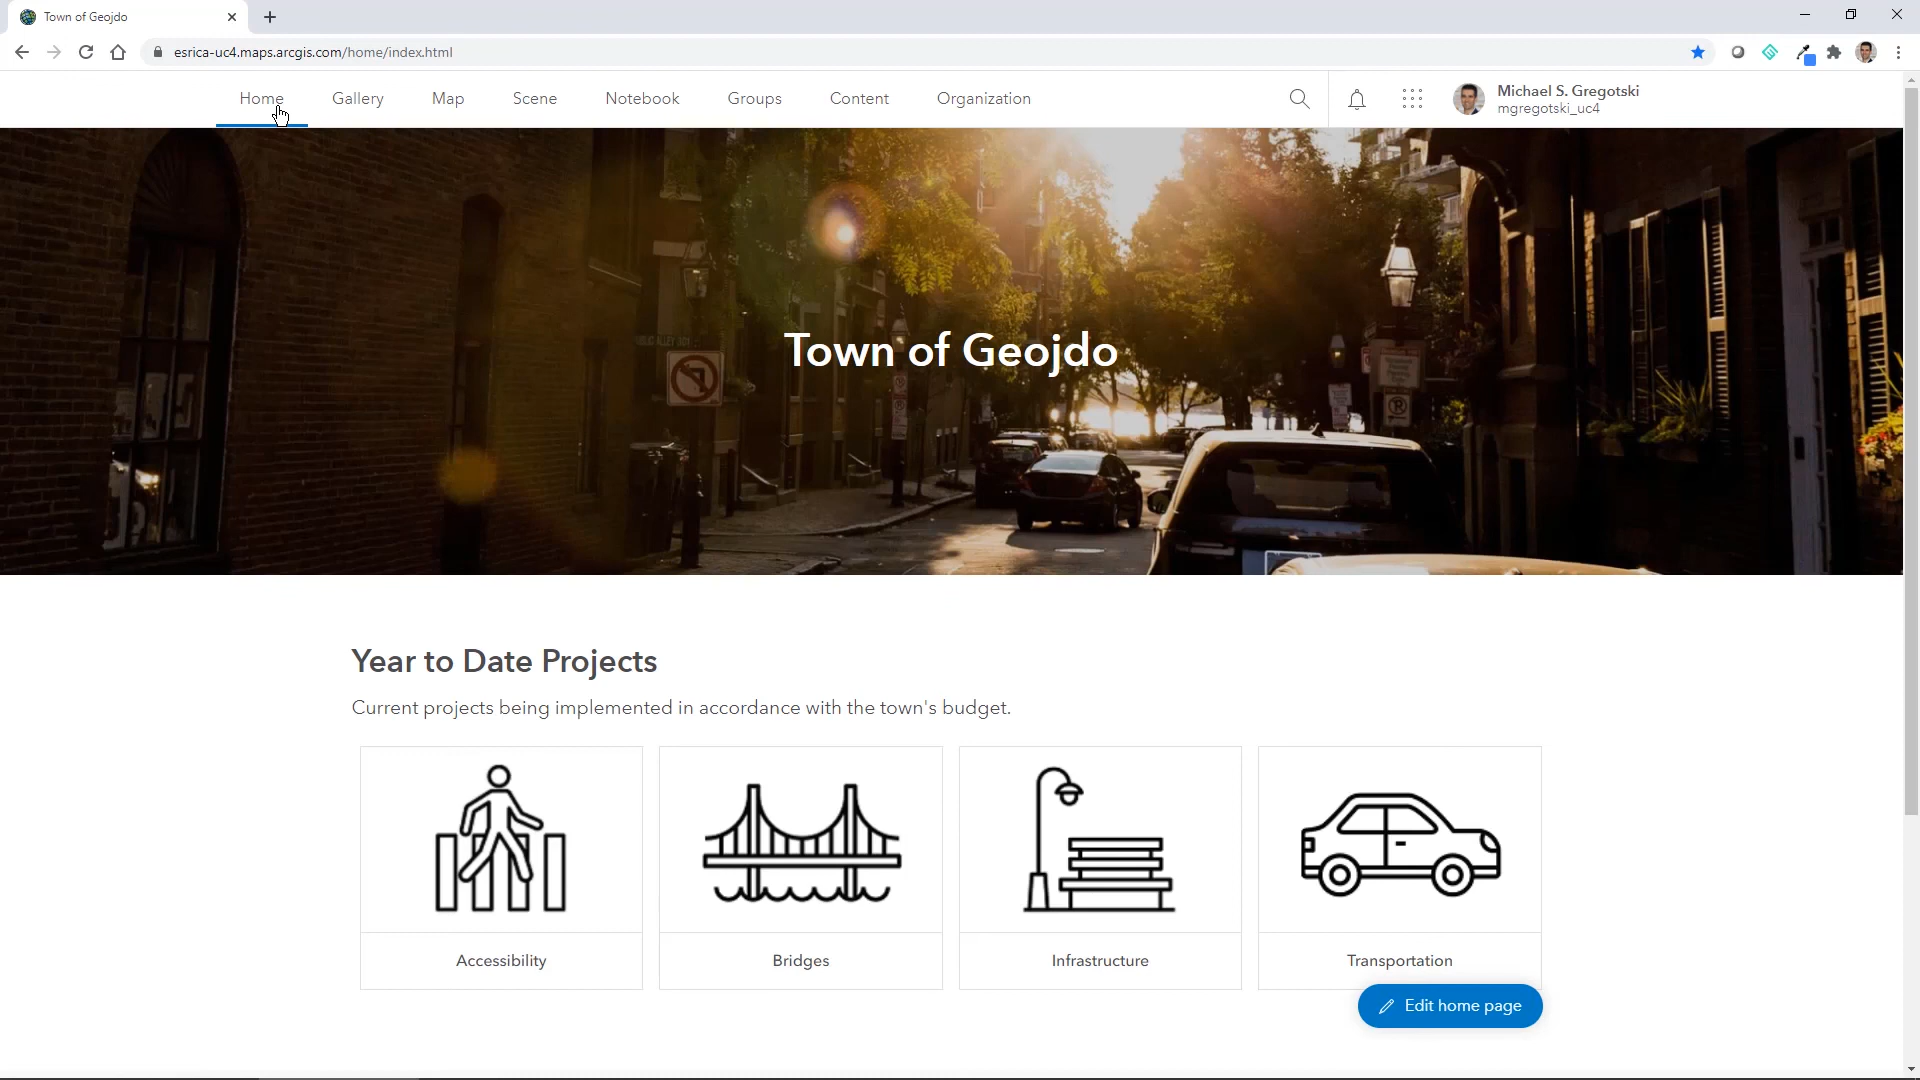 Town of Geojdo
esrica-uc4.maps.arcgis.com/home/index.html
Home Gallery Map Scene Notebook Groups Content Organization
Michael S. Gregotski
mgregotski_uc4
Town of Geojdo
Year to Date Projects
Current projects being implemented in accordance with the town's budget.
Accessibility Bridges Infrastructure Transportation
Edit home page